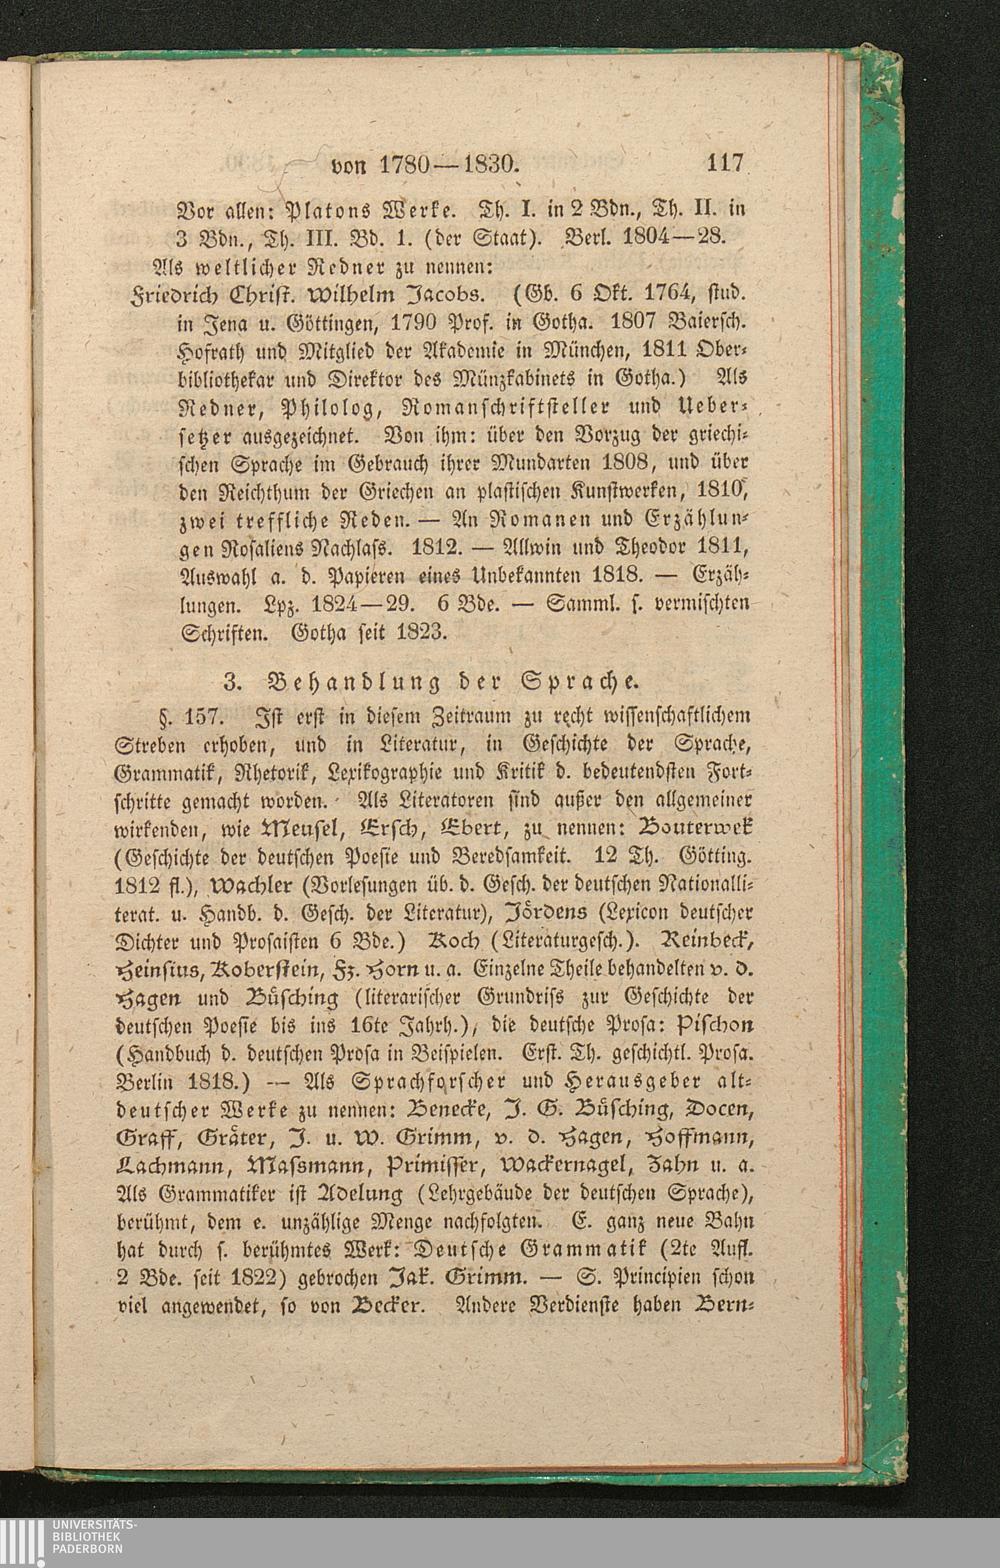 von 1780—1830. 117
Vor allen: Platons Werke. Th. I. in 2 Bdn., Th. II. in
3 Bdn., Th. III. Bd. 1. (der Staat). Berl. 1804—28.
Als weltlicher Redner zu nennen:
Friedrich Christ. Wilhelm Jacobs. (Gb. 6 Okt. 1764, stud.
in Jena u. Göttingen, 1790 Prof. in Gotha. 1807 Baiersch.
Hofrath und Mitglied der Akademie in München, 1811 Ober-
bibliothekar und Direktor des Münzkabinets in Gotha.) Als
Redner, Philolog, Romanschriftsteller und Ueber-
setzer ausgezeichnet. Von ihm: über den Vorzug der griechi-
schen Sprache im Gebrauch ihrer Mundarten 1808, und über
den Reichthum der Griechen an plastischen Kunstwerken, 1810,
zwei treffliche Reden. — An Romanen und Erzählun-
gen Rosaliens Nachlass. 1812. — Allwin und Theodor 1811,
Auswahl a. d. Papieren eines Unbekannten 1818. — Erzäh-
lungen. Lpz. 1824—29. 6 Bde. — Samml. s. vermischten
Schriften. Gotha seit 1823.
3. Behandlung der Sprache.
§. 157. Ist erst in diesem Zeitraum zu recht wissenschaftlichem
Streben erhoben, und in Literatur, in Geschichte der Sprache,
Grammatik, Rhetorik, Lexikographie und Kritik d. bedeutendsten Fort-
schritte gemacht worden. Als Literatoren sind außer den allgemeiner
wirkenden, wie Meusel, Ersch, Ebert, zu nennen: Bouterwek
(Geschichte der deutschen Poesie und Beredsamkeit. 12 Th. Götting.
1812 fl.), Wachler (Vorlesungen üb. d. Gesch. der deutschen Nationalli-
terat. u. Handb. d. Gesch. der Literatur), Jördens (Lexicon deutscher
Dichter und Prosaisten 6 Bde.) Koch (Literaturgesch.). Reinbeck,
Heinsius, Koberstein, Fz. Horn u. a. Einzelne Theile behandelten v. d.
Hagen und Büsching (literarischer Grundriss zur Geschichte der
deutschen Poesie bis ins 16te Jahrh.), die deutsche Prosa: Pischon
(Handbuch d. deutschen Prosa in Beispielen. Erst. Th. geschichtl. Prosa.
Berlin 1818.) — Als Sprachforscher und Herausgeber alt-
deutscher Werke zu nennen: Benecke, J. G. Büsching, Docen,
Graff, Gräter, J. u. W. Grimm, v. d. Hagen, Hoffmann,
Lachmann, Massmann, Primisser, Wackernagel, Zahn u. a.
Als Grammatiker ist Adelung (Lehrgebäude der deutschen Sprache),
berühmt, dem e. unzählige Menge nachfolgten. E. ganz neue Bahn
hat durch s. berühmtes Werk: Deutsche Grammatik (2te Aufl.
2 Bde. seit 1822) gebrochen Jak. Grimm. — S. Principien schon
viel angewendet, so von Becker. Andere Verdienste haben Bern-
UNIVERSITÄTS-
BIBLIOTHEK
PADERBORN